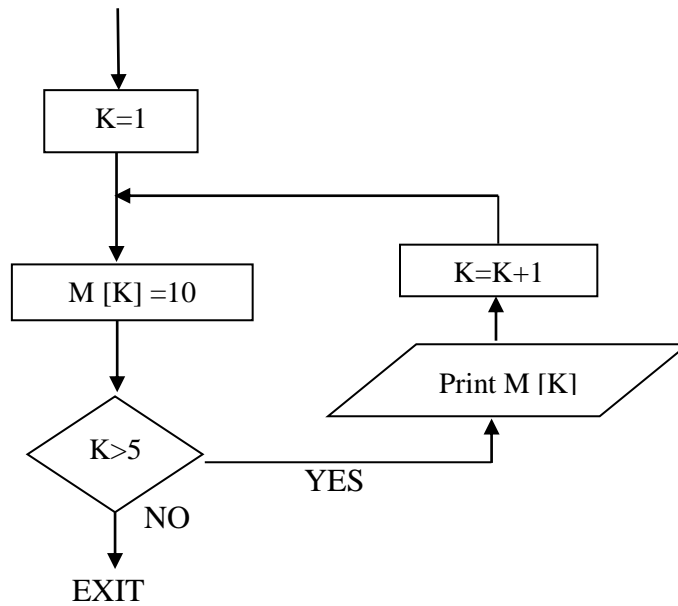 K=1
K=K+1
M [K] =10
Print M [K]
K>5
YES
NO
EXIT